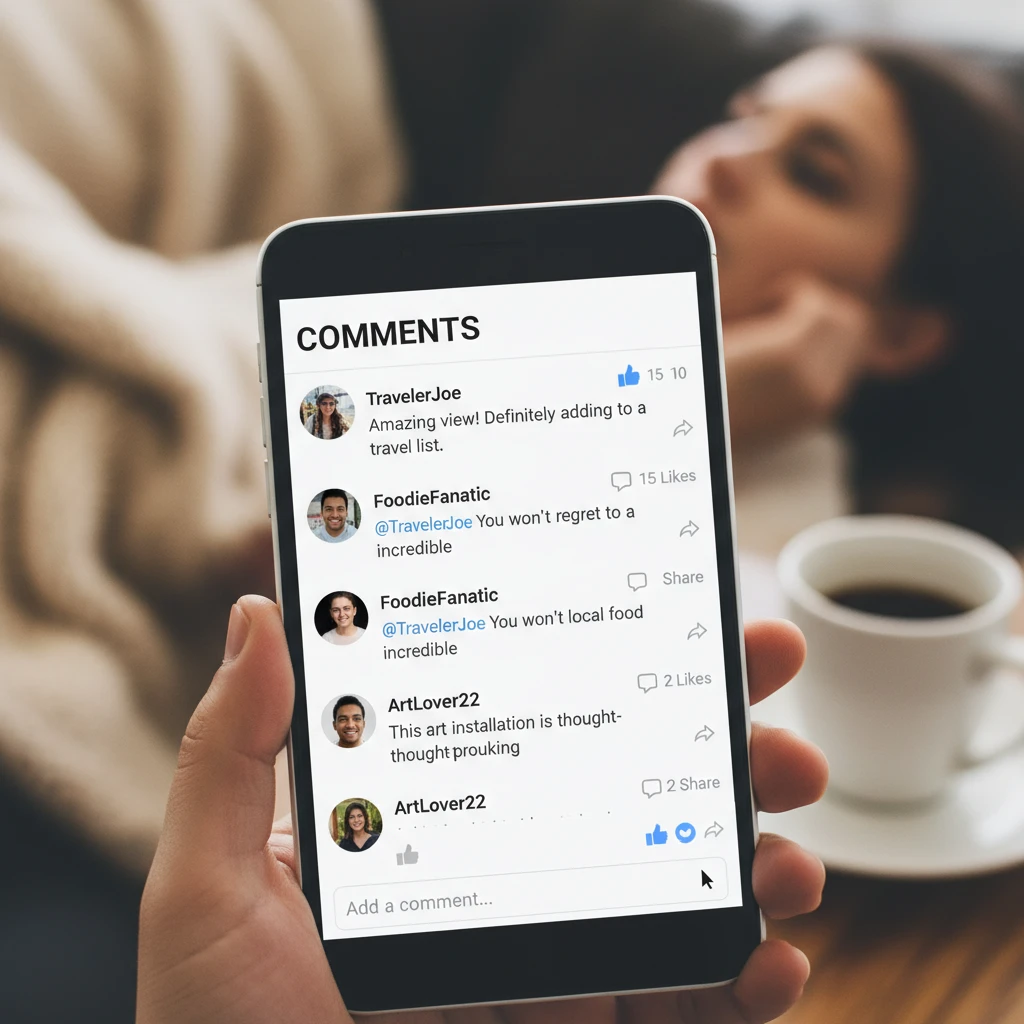 COMMENTS
TravelerJoe
15 10
Amazing view! Definitely adding to a
travel list.
FoodieFanatic
15 Likes
@TravelerJoe You won't regret to a
incredible
FoodieFanatic
Share
@TravelerJoe You won't local food
incredible
ArtLover22
2 Likes
This art installation is thought-
thought prouking
ArtLover22
2 Share
Add a comment...